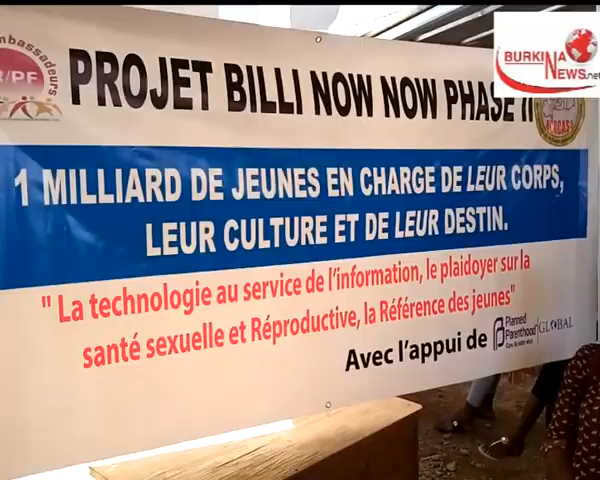 BURKINA
NEWS.net
mbassadeurs
R/PF
PROJET BILLI NOW NOW PHASE II
1 MILLIARD DE JEUNES EN CHARGE DE LEUR CORPS,
LEUR CULTURE ET DE LEUR DESTIN.
" La technologie au service de l'information, le plaidoyer sur la
santé sexuelle et Réproductive, la Référence des jeunes"
Avec l'appui de
Planned
Parenthood
GLOBAL